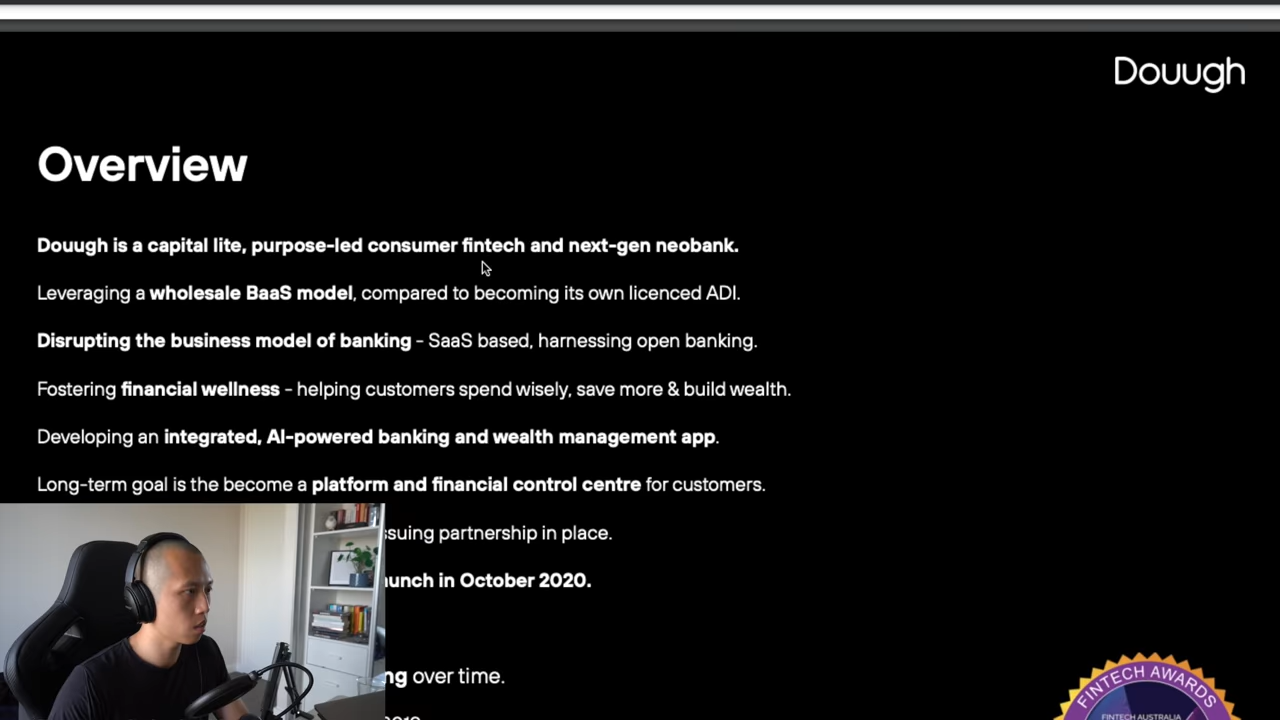 Douugh
Overview
Douugh is a capital lite, purpose-led consumer fintech and next-gen neobank.
Leveraging a wholesale BaaS model, compared to becoming its own licenced ADI.
Disrupting the business model of banking - SaaS based, harnessing open banking.
Fostering financial wellness - helping customers spend wisely, save more & build wealth.
Developing an integrated, AI-powered banking and wealth management app.
Long-term goal is the become a platform and financial control centre for customers.
partnership in place.
in October 2020.
over time.
FINTECH AWARDS
FINTECH AUSTRALIA